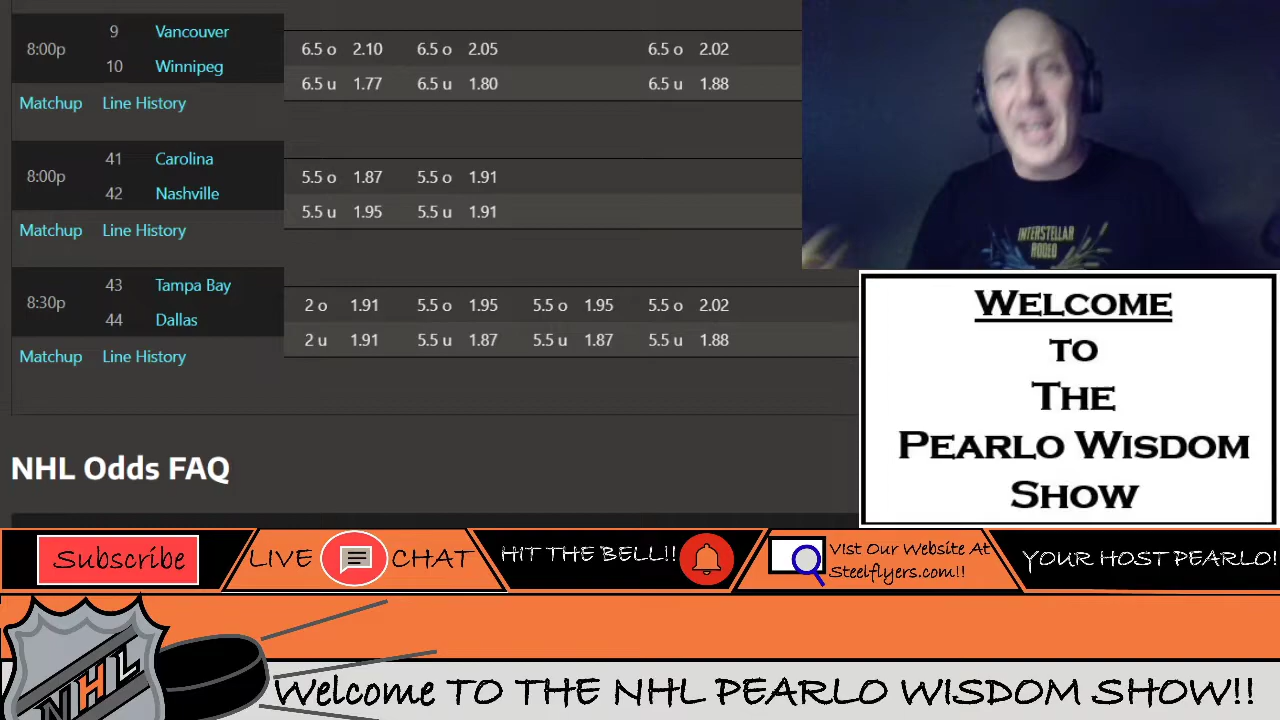 9 Vancouver
8:00p
6.5 o 2.10 6.5 o 2.05 6.5 o 2.02
10 Winnipeg
6.5 u 1.77 6.5 u 1.80 6.5 u 1.88
Matchup Line History
41 Carolina
8:00p
5.5 o 1.87 5.5 o 1.91
42 Nashville
5.5 u 1.95 5.5 u 1.91
Matchup Line History
43 Tampa Bay
8:30p
2 o 1.91 5.5 o 1.95 5.5 o 1.95 5.5 o 2.02
44 Dallas
2 u 1.91 5.5 u 1.87 5.5 u 1.87 5.5 u 1.88
Matchup Line History
NHL Odds FAQ
INTERSTELLAR
RODEO
WELCOME
TO
THE
PEARLO WISDOM
SHOW
Subscribe
LIVE CHAT
HIT THE BELL!!
VIst Our Website At
Steelflyers.com!!
YOUR HOST PEARLO!
NHL
Welcome TO THE NHL PEARLO WISDOM SHOW!!